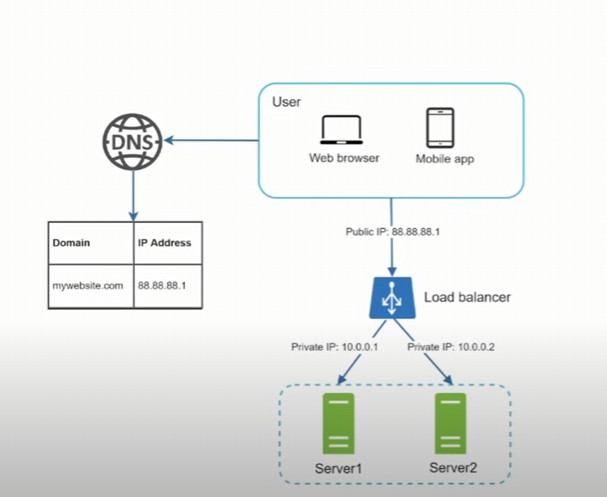 User
DNS
Web browser
Mobile app
Public IP: 88.88.88.1
Domain
IP Address
mywebsite.com
88.88.88.1
Load balancer
Private IP: 10.0.0.1
Private IP: 10.0.0.2
Server1
Server2